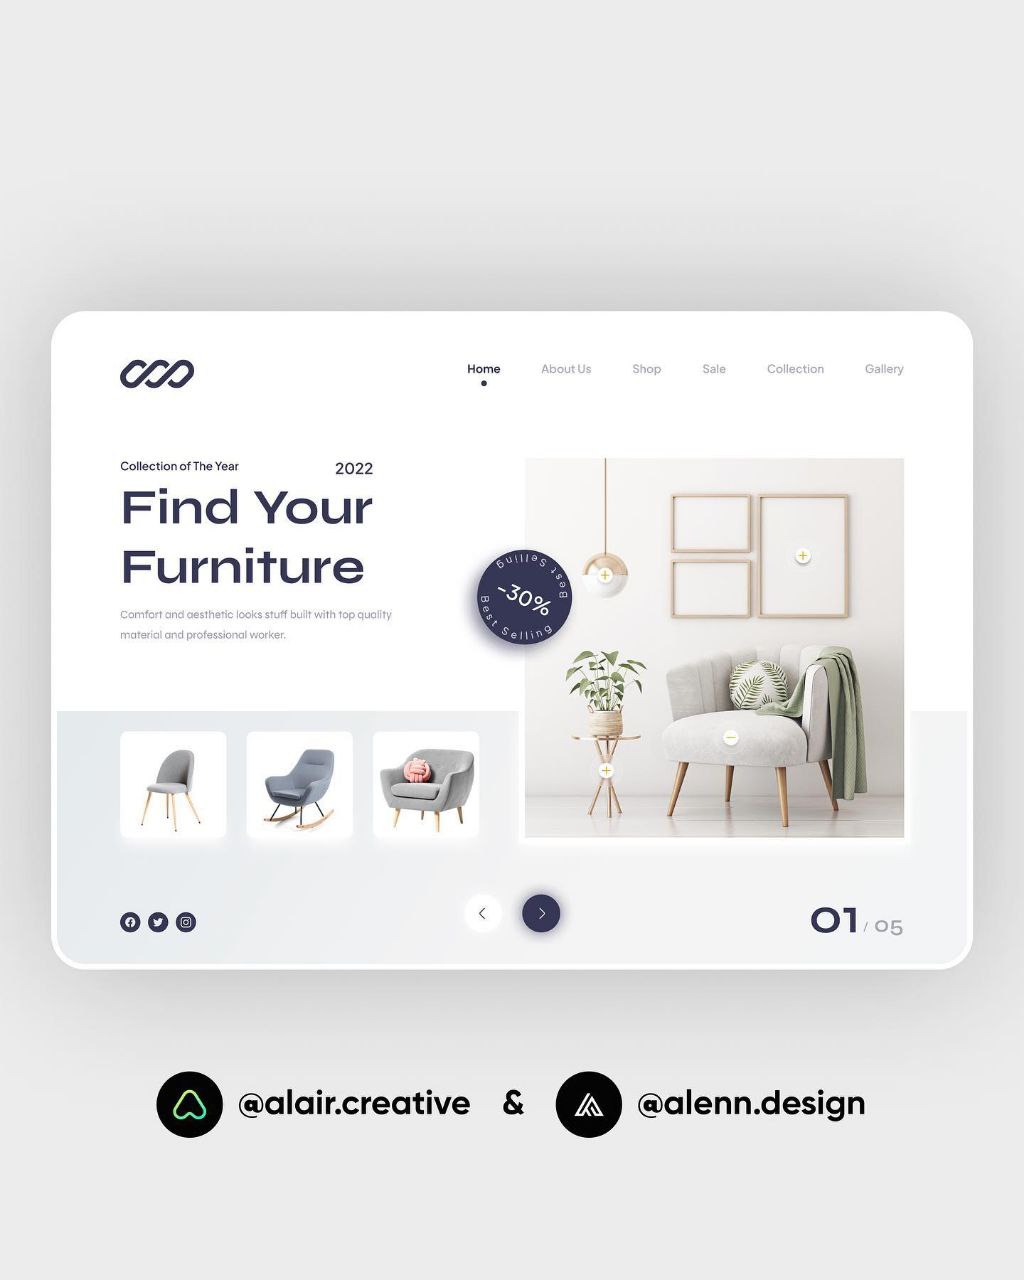 Home About Us Shop Sale Collection Gallery
Collection of The Year 2022
Find Your
Furniture
Comfort and aesthetic looks stuff built with top quality
material and professional worker.
Best Selling Best Selling
-30%
01 / 05
@alair.creative & @alenn.design